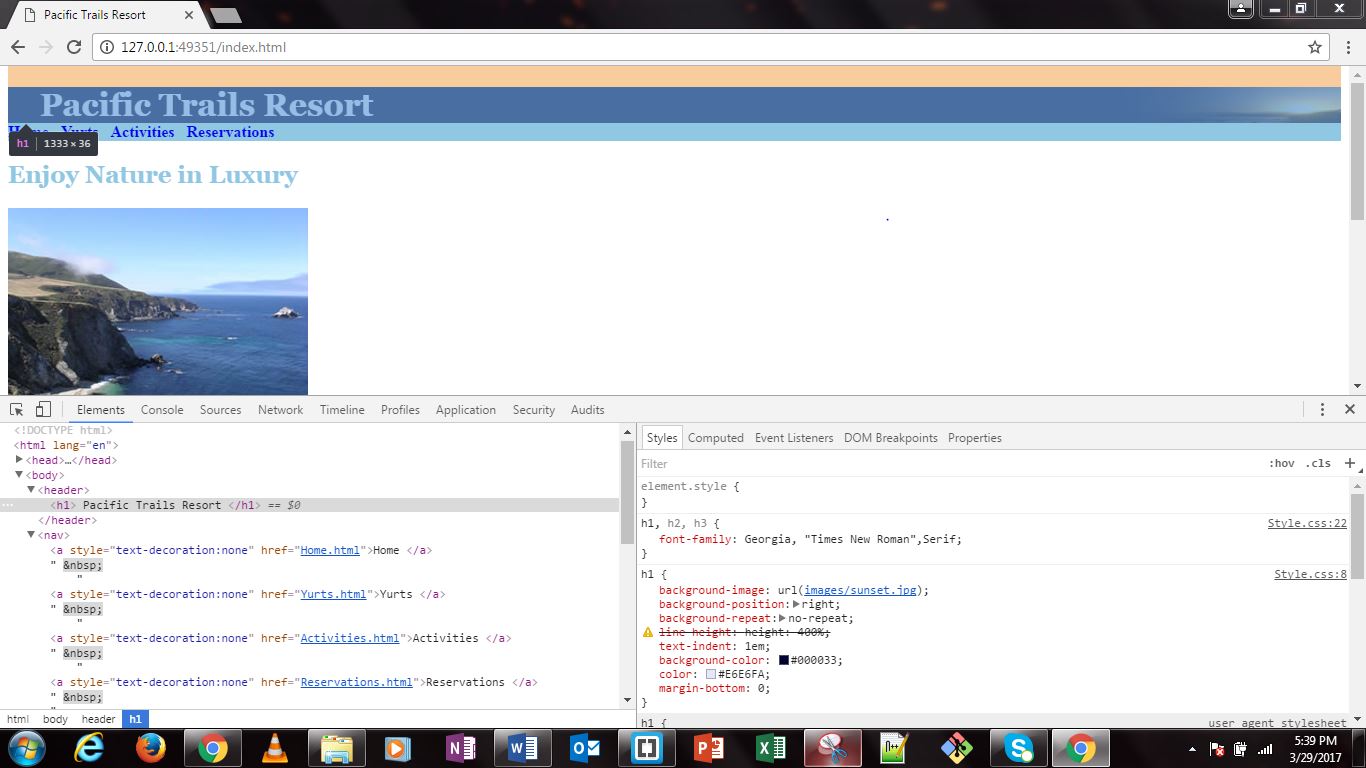 Pacific Trails Resort
127.0.0.1:49351/index.html
Pacific Trails Resort
Home Yurts Activities Reservations
h1 1333 × 36
Enjoy Nature in Luxury
Elements Console Sources Network Timeline Profiles Application Security Audits
<!DOCTYPE html>
<html lang="en">
<head>…</head>
<body>
<header>
<h1> Pacific Trails Resort </h1> == $0
</header>
<nav>
<a style="text-decoration:none" href="Home.html">Home </a>
" &nbsp;
"
<a style="text-decoration:none" href="Yurts.html">Yurts </a>
" &nbsp;
"
<a style="text-decoration:none" href="Activities.html">Activities </a>
" &nbsp;
"
<a style="text-decoration:none" href="Reservations.html">Reservations </a>
" &nbsp;
"
html body header h1
Styles Computed Event Listeners DOM Breakpoints Properties
Filter :hov .cls +
element.style {
}
h1, h2, h3 { Style.css:22
font-family: Georgia, "Times New Roman",Serif;
}
h1 { Style.css:8
background-image: url(images/sunset.jpg);
background-position: right;
background-repeat: no-repeat;
line-height: height: 400%;
text-indent: 1em;
background-color: #000033;
color: #E6E6FA;
margin-bottom: 0;
}
h1 { user agent stylesheet
5:39 PM
3/29/2017